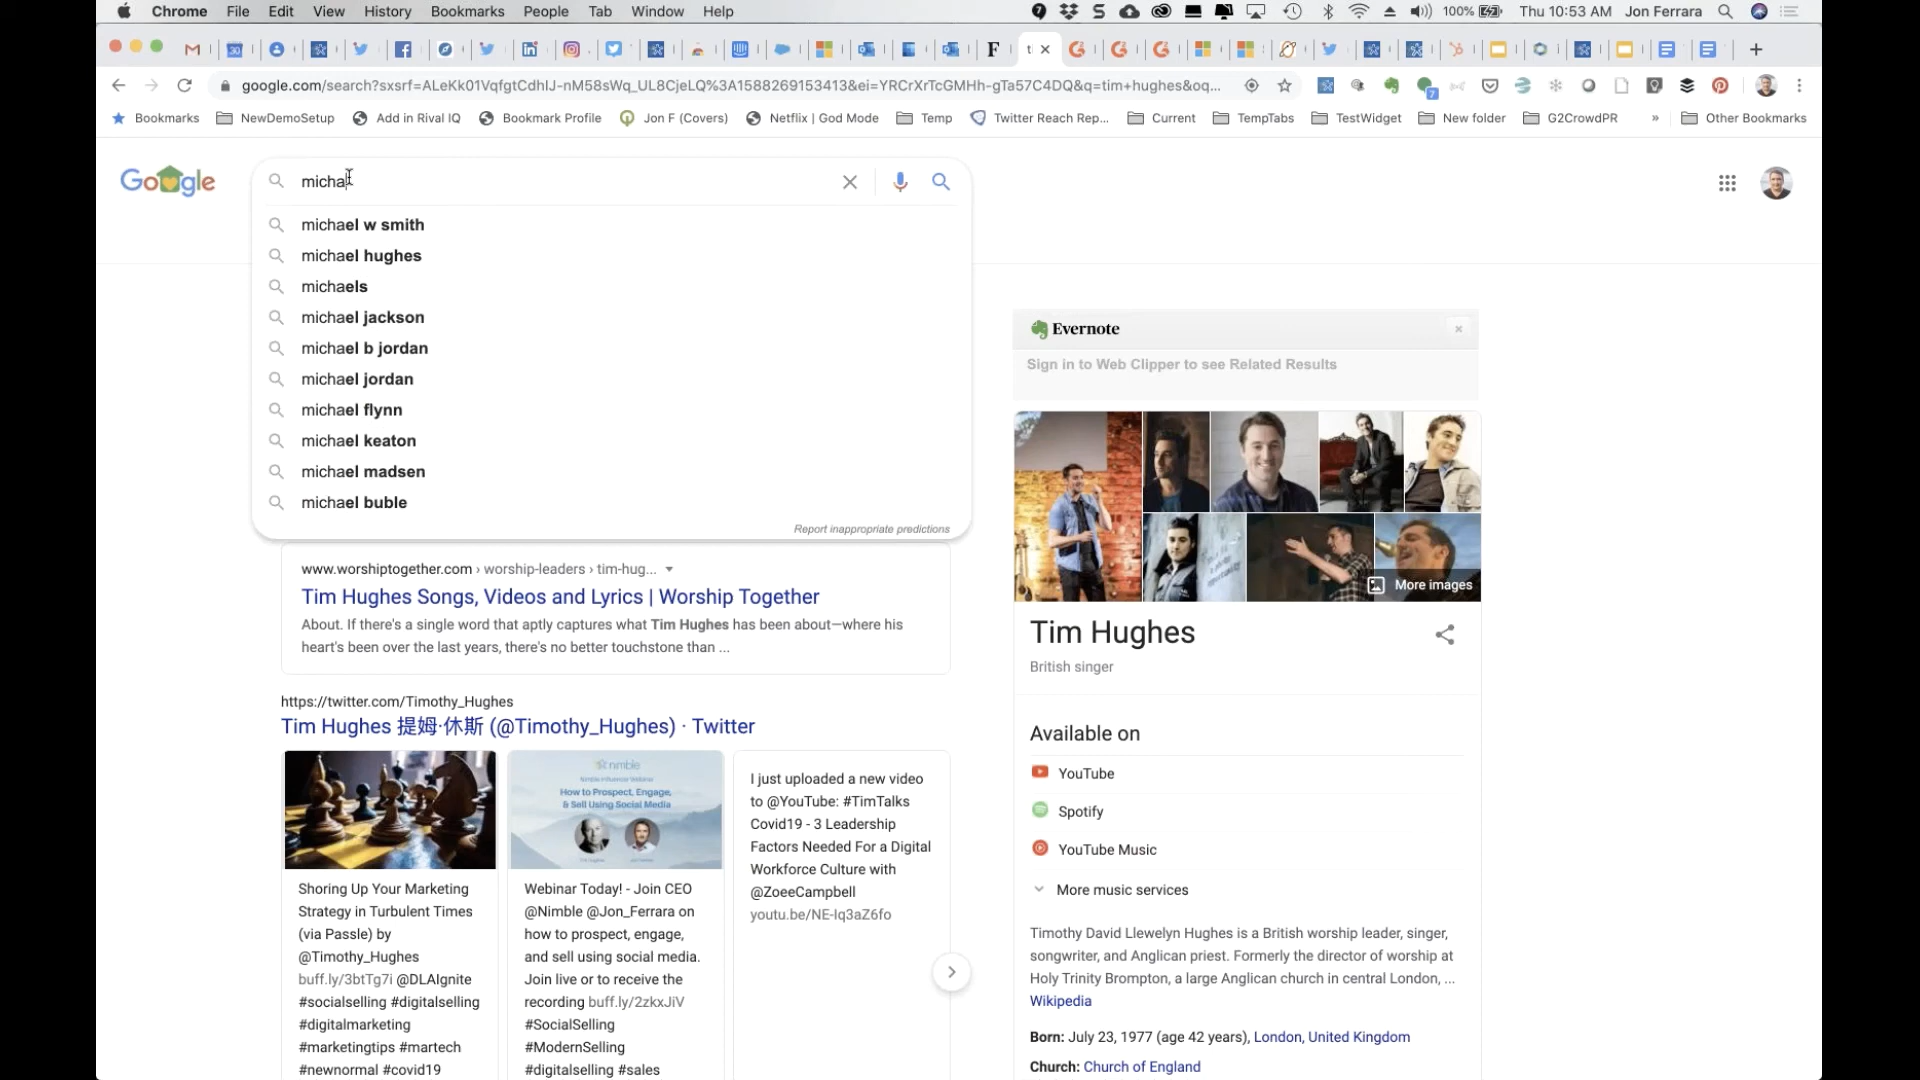 Chrome File Edit View History Bookmarks People Tab Window Help
100% Thu 10:53 AM Jon Ferrara
google.com/search?sxsrf=ALeKk01VqfgtCdhIJ-nM58sWq_UL8CjeLQ%3A1588269153413&ei=YRCrXrTcGMHh-gTa57C4DQ&q=tim+hughes&oq...
Bookmarks NewDemoSetup Add in Rival IQ Bookmark Profile Jon F (Covers) Netflix | God Mode Temp Twitter Reach Rep... Current TempTabs TestWidget New folder G2CrowdPR » Other Bookmarks
Google
micha
michael w smith
michael hughes
michaels
michael jackson
michael b jordan
michael jordan
michael flynn
michael keaton
michael madsen
michael buble
Report inappropriate predictions
www.worshiptogether.com › worship-leaders › tim-hug...
Tim Hughes Songs, Videos and Lyrics | Worship Together
About. If there's a single word that aptly captures what Tim Hughes has been about—where his
heart's been over the last years, there's no better touchstone than ...
https://twitter.com/Timothy_Hughes
Tim Hughes 提姆·休斯 (@Timothy_Hughes) · Twitter
nimble
Nimble Influencer Webinar
How to Prospect, Engage,
& Sell Using Social Media
Shoring Up Your Marketing
Strategy in Turbulent Times
(via Passle) by
@Timothy_Hughes
buff.ly/3btTg7i @DLAIgnite
#socialselling #digitalselling
#digitalmarketing
#marketingtips #martech
#newnormal #covid19
Webinar Today! - Join CEO
@Nimble @Jon_Ferrara on
how to prospect, engage,
and sell using social media.
Join live or to receive the
recording buff.ly/2zkxJiV
#SocialSelling
#ModernSelling
#digitalselling #sales
I just uploaded a new video
to @YouTube: #TimTalks
Covid19 - 3 Leadership
Factors Needed For a Digital
Workforce Culture with
@ZoeeCampbell
youtu.be/NE-Iq3aZ6fo
Evernote
Sign in to Web Clipper to see Related Results
More images
Tim Hughes
British singer
Available on
YouTube
Spotify
YouTube Music
More music services
Timothy David Llewelyn Hughes is a British worship leader, singer,
songwriter, and Anglican priest. Formerly the director of worship at
Holy Trinity Brompton, a large Anglican church in central London, ...
Wikipedia
Born: July 23, 1977 (age 42 years), London, United Kingdom
Church: Church of England